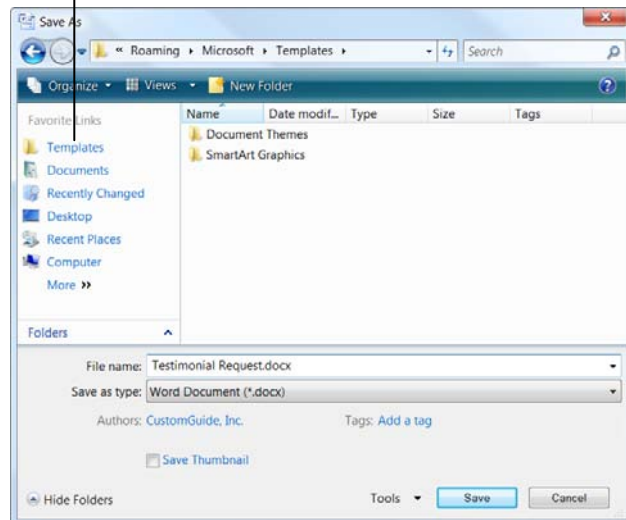 Save As
« Roaming ▸ Microsoft ▸ Templates ▸
Search
Organize
Views
New Folder
Favorite Links
Templates
Documents
Recently Changed
Desktop
Recent Places
Computer
More »
Name Date modif... Type Size Tags
Document Themes
SmartArt Graphics
Folders
File name: Testimonial Request.docx
Save as type: Word Document (*.docx)
Authors: CustomGuide, Inc. Tags: Add a tag
Save Thumbnail
Hide Folders
Tools
Save
Cancel